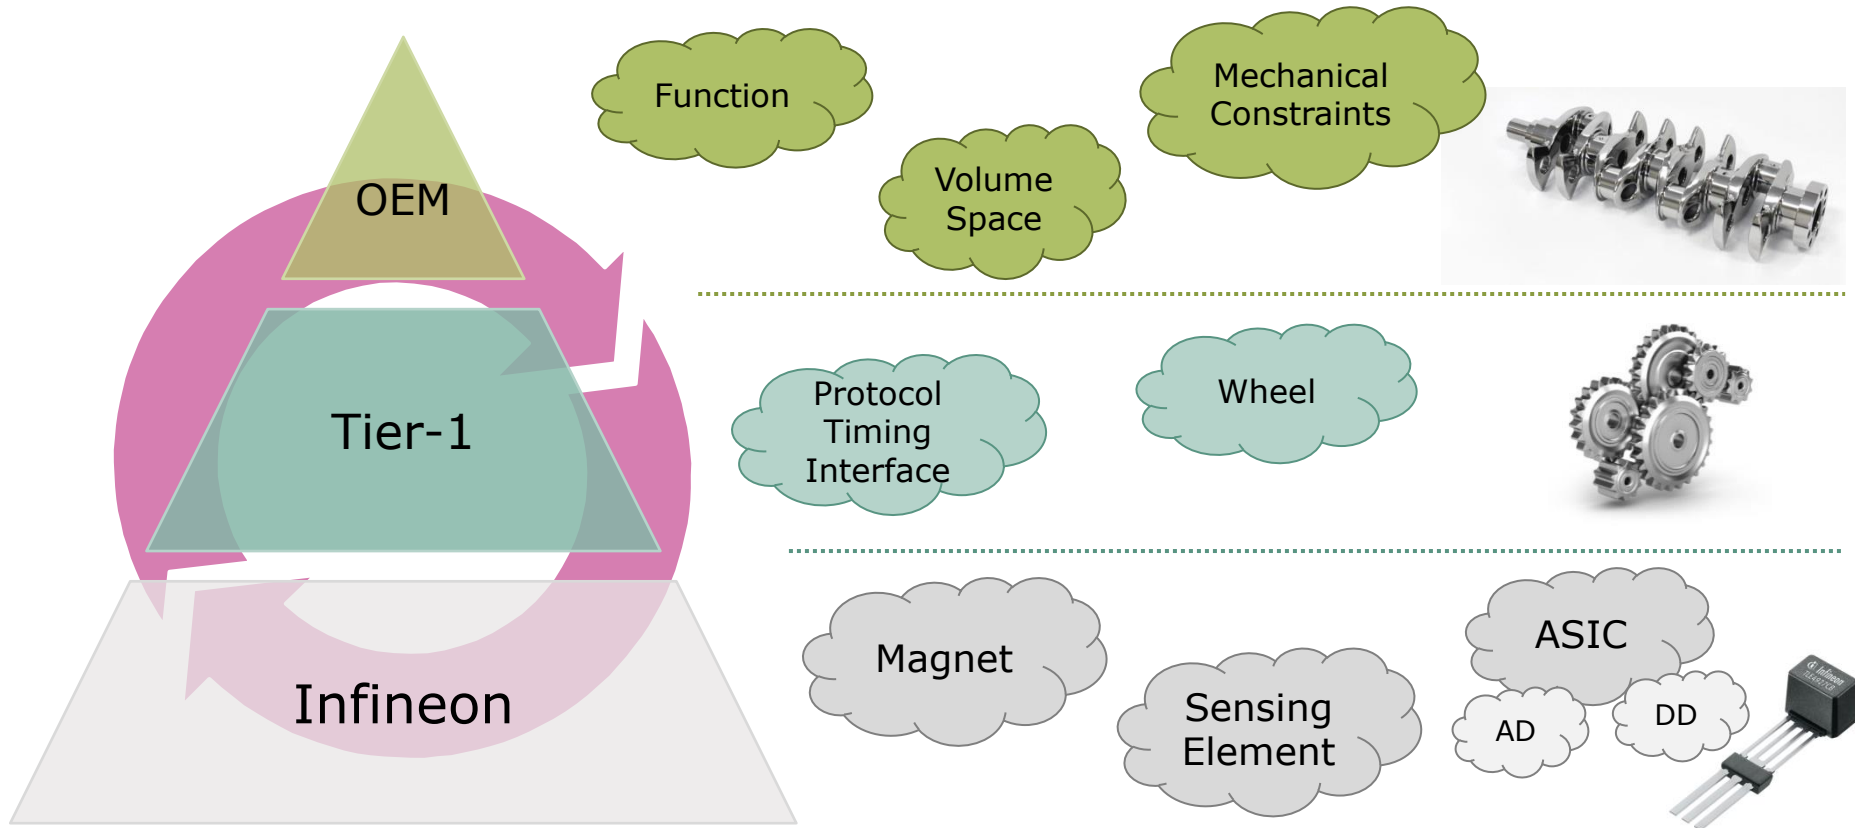 OEM
Function
Mechanical
Constraints
Volume
Space
Tier-1
Protocol
Timing
Interface
Wheel
Infineon
Magnet
Sensing
Element
ASIC
AD
DD
Infineon